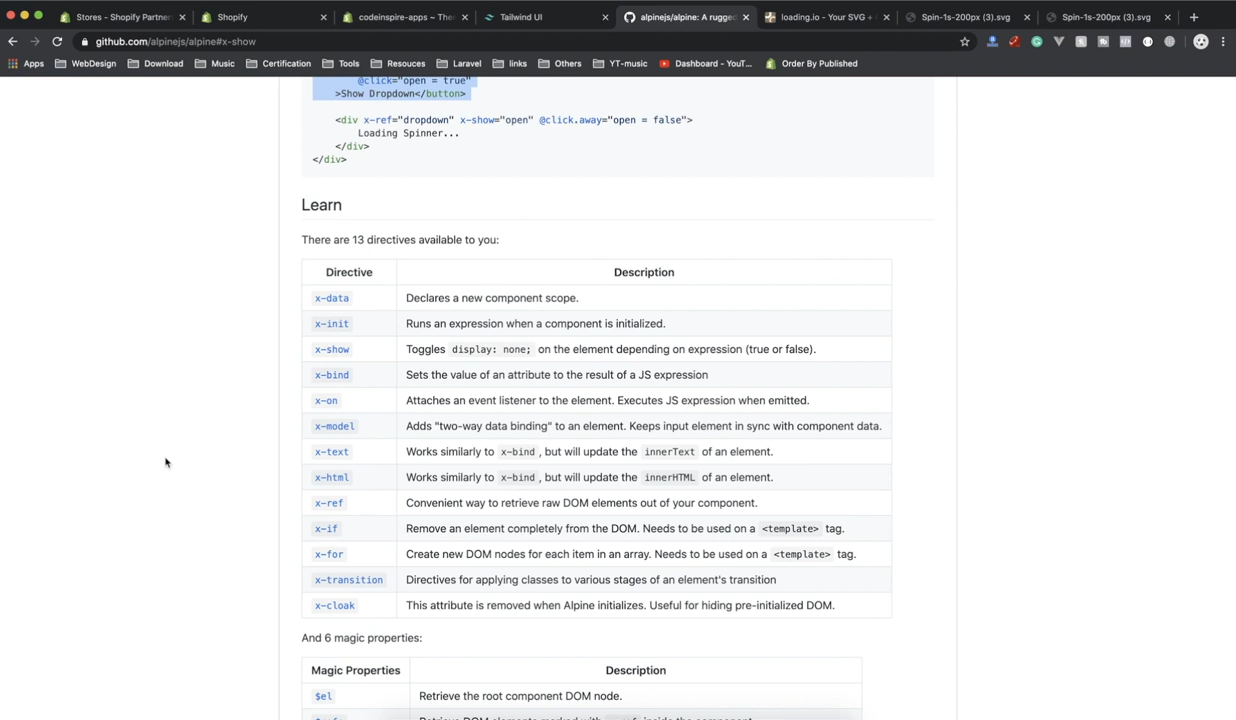 Stores - Shopify Partner
Shopify
codeinspire-apps ~ The
Tailwind UI
alpinejs/alpine: A rugged
loading.io - Your SVG +
Spin-1s-200px (3).svg
Spin-1s-200px (3).svg
github.com/alpinejs/alpine#x-show
Apps
WebDesign
Download
Music
Certification
Tools
Resouces
Laravel
links
Others
YT-music
Dashboard - YouT...
Order By Published
@click="open = true"
>Show Dropdown</button>
<div x-ref="dropdown" x-show="open" @click.away="open = false">
Loading Spinner...
</div>
</div>
Learn
There are 13 directives available to you:
Directive Description
x-data Declares a new component scope.
x-init Runs an expression when a component is initialized.
x-show Toggles display: none; on the element depending on expression (true or false).
x-bind Sets the value of an attribute to the result of a JS expression
x-on Attaches an event listener to the element. Executes JS expression when emitted.
x-model Adds "two-way data binding" to an element. Keeps input element in sync with component data.
x-text Works similarly to x-bind, but will update the innerText of an element.
x-html Works similarly to x-bind, but will update the innerHTML of an element.
x-ref Convenient way to retrieve raw DOM elements out of your component.
x-if Remove an element completely from the DOM. Needs to be used on a <template> tag.
x-for Create new DOM nodes for each item in an array. Needs to be used on a <template> tag.
x-transition Directives for applying classes to various stages of an element's transition
x-cloak This attribute is removed when Alpine initializes. Useful for hiding pre-initialized DOM.
And 6 magic properties:
Magic Properties Description
$el Retrieve the root component DOM node.